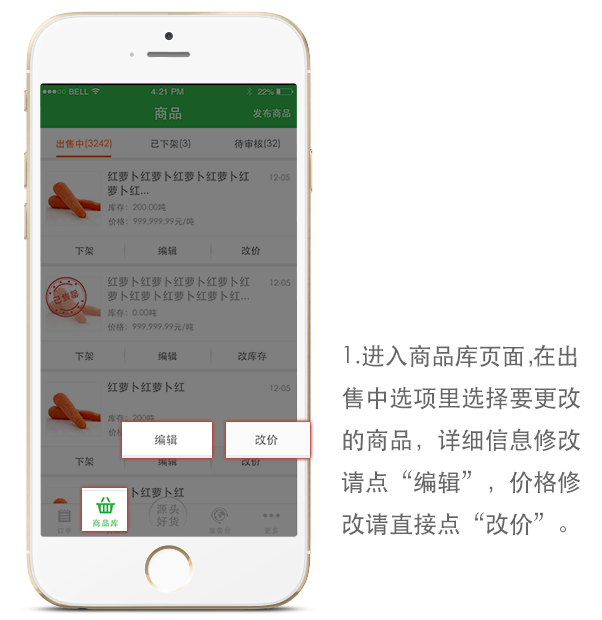 BELL 4:21 PM 22%
商品 发布商品
出售中(3242) 已下架(3) 待审核(32)
红萝卜红萝卜红萝卜红萝卜红 12-05
萝卜红...
库存：200.00吨
价格：999,999.99元/吨
下架 编辑 改价
红萝卜红萝卜红萝卜红萝卜红 12-05
萝卜红萝卜红萝卜红萝卜红...
已售罄
库存：0.00吨
价格：999,999.99元/吨
下架 编辑 改库存
红萝卜红萝卜红 12-05
库存：200吨
编辑 改价
下架 编辑 改价
红萝卜红萝卜红
商品库
源头
好货
1.进入商品库页面,在出
售中选项里选择要更改
的商品，详细信息修改
请点“编辑”，价格修
改请直接点“改价”。